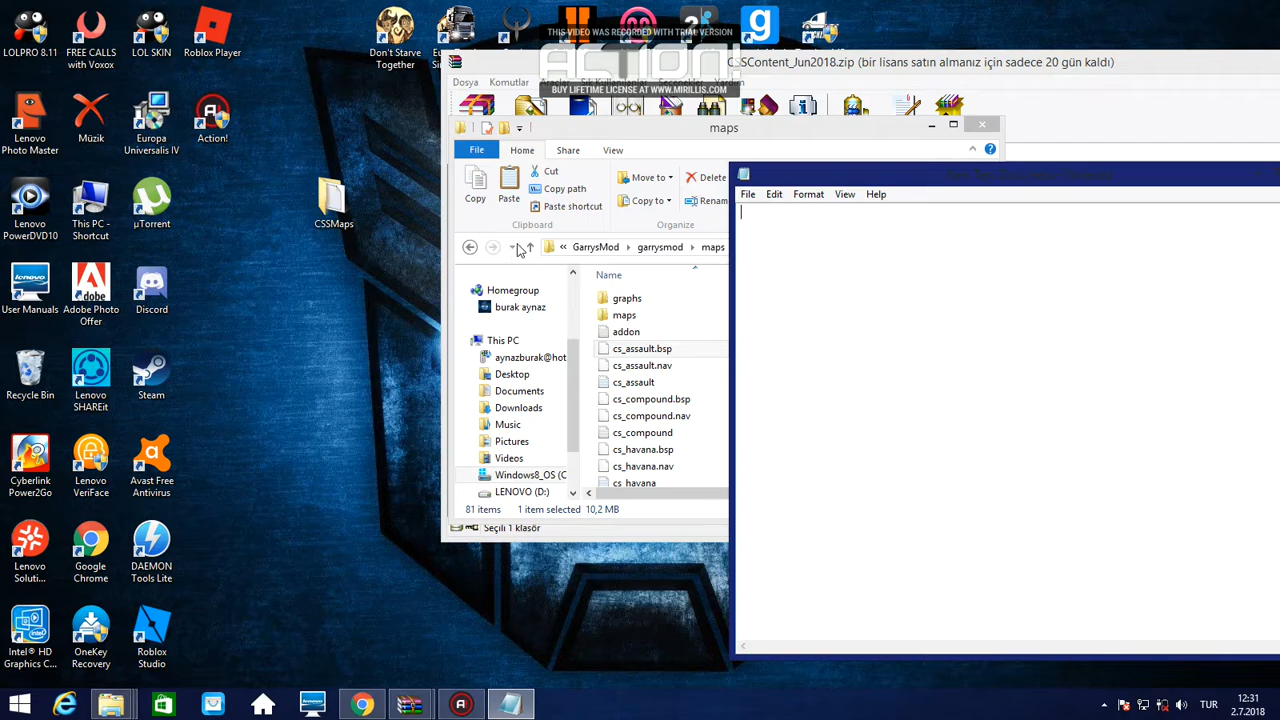 LOLPRO 8.11
FREE CALLS with Voxox
LOL SKIN
Roblox Player
Don't Starve Together
THIS VIDEO WAS RECORDED WITH TRIAL VERSION
ACTION!
BUY LIFETIME LICENSE AT WWW.MIRILLIS.COM
CSSContent_Jun2018.zip (bir lisans satın almanız için sadece 20 gün kaldı)
Dosya
Komutlar
Araçlar
Sık Kullanılanlar
Seçenekler
Yardım
Lenovo Photo Master
Müzik
Europa Universalis IV
Action!
maps
File
Home
Share
View
Copy
Paste
Cut
Copy path
Paste shortcut
Move to
Copy to
Delete
Renam
Clipboard
Organize
« GarrysMod
garrysmod
maps
File
Edit
Format
View
Help
Lenovo PowerDVD10
This PC - Shortcut
µTorrent
CSSMaps
Homegroup
burak aynaz
This PC
aynazburak@hot
Desktop
Documents
Downloads
Music
Pictures
Videos
Windows8_OS (C
LENOVO (D:)
Name
graphs
maps
addon
cs_assault.bsp
cs_assault.nav
cs_assault
cs_compound.bsp
cs_compound.nav
cs_compound
cs_havana.bsp
cs_havana.nav
cs_havana
81 items
1 item selected
10,2 MB
Seçili 1 klasör
User Manuals
Adobe Photo Offer
Discord
Recycle Bin
Lenovo SHAREit
Steam
Cyberlink Power2Go
Lenovo VeriFace
Avast Free Antivirus
Lenovo Soluti...
Google Chrome
DAEMON Tools Lite
Intel® HD Graphic C...
OneKey Recovery
Roblox Studio
TUR
12:31
2.7.2018